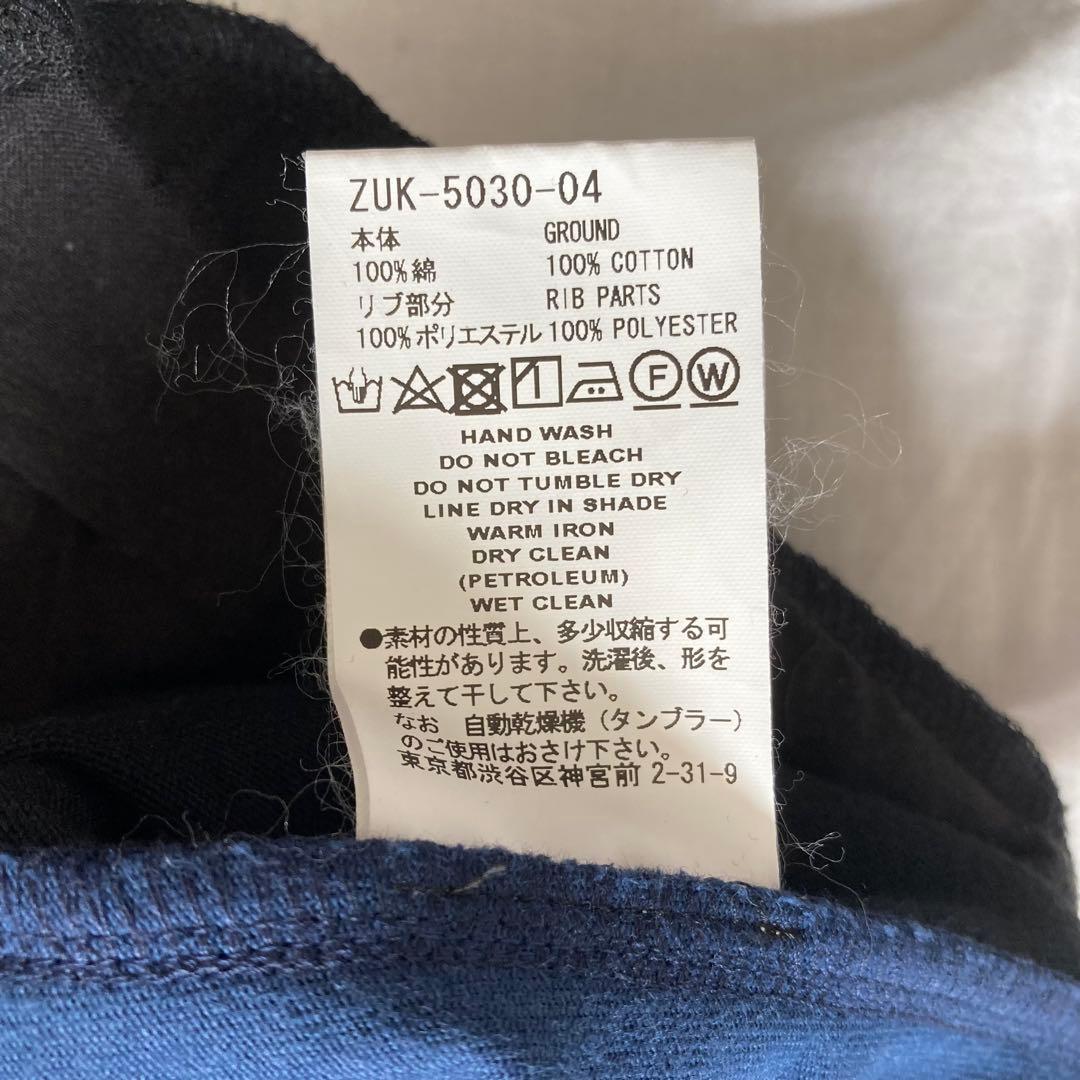 ZUK-5030-04
本体 GROUND
100%綿 100% COTTON
リブ部分 RIB PARTS
100%ポリエステル 100% POLYESTER
F W
HAND WASH
DO NOT BLEACH
DO NOT TUMBLE DRY
LINE DRY IN SHADE
WARM IRON
DRY CLEAN
(PETROLEUM)
WET CLEAN
●素材の性質上、多少収縮する可
能性があります。洗濯後、形を
整えて干して下さい。
なお 自動乾燥機（タンブラー）
のご使用はおさけ下さい。
東京都渋谷区神宮前 2-31-9